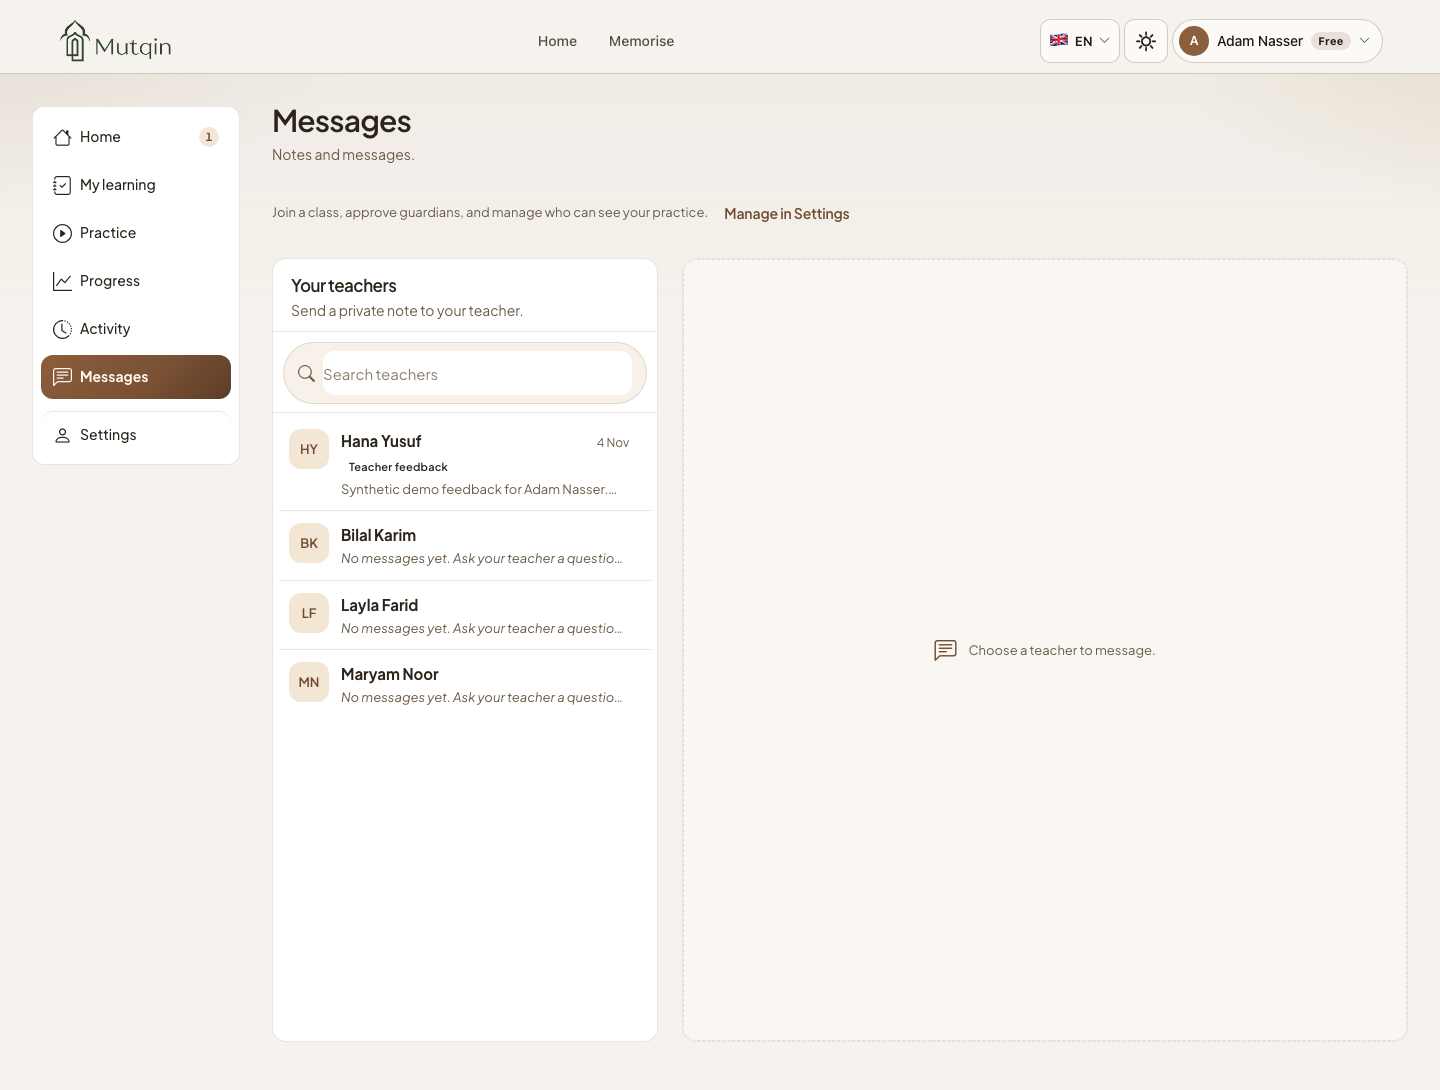 Mutqin
Home
Memorise
EN
A
Adam Nasser
Free
Home
1
My learning
Practice
Progress
Activity
Messages
Settings
Messages
Notes and messages.
Join a class, approve guardians, and manage who can see your practice.
Manage in Settings
Your teachers
Send a private note to your teacher.
Search teachers
HY
Hana Yusuf
4 Nov
Teacher feedback
Synthetic demo feedback for Adam Nasser.…
BK
Bilal Karim
No messages yet. Ask your teacher a questio…
LF
Layla Farid
No messages yet. Ask your teacher a questio…
MN
Maryam Noor
No messages yet. Ask your teacher a questio…
Choose a teacher to message.